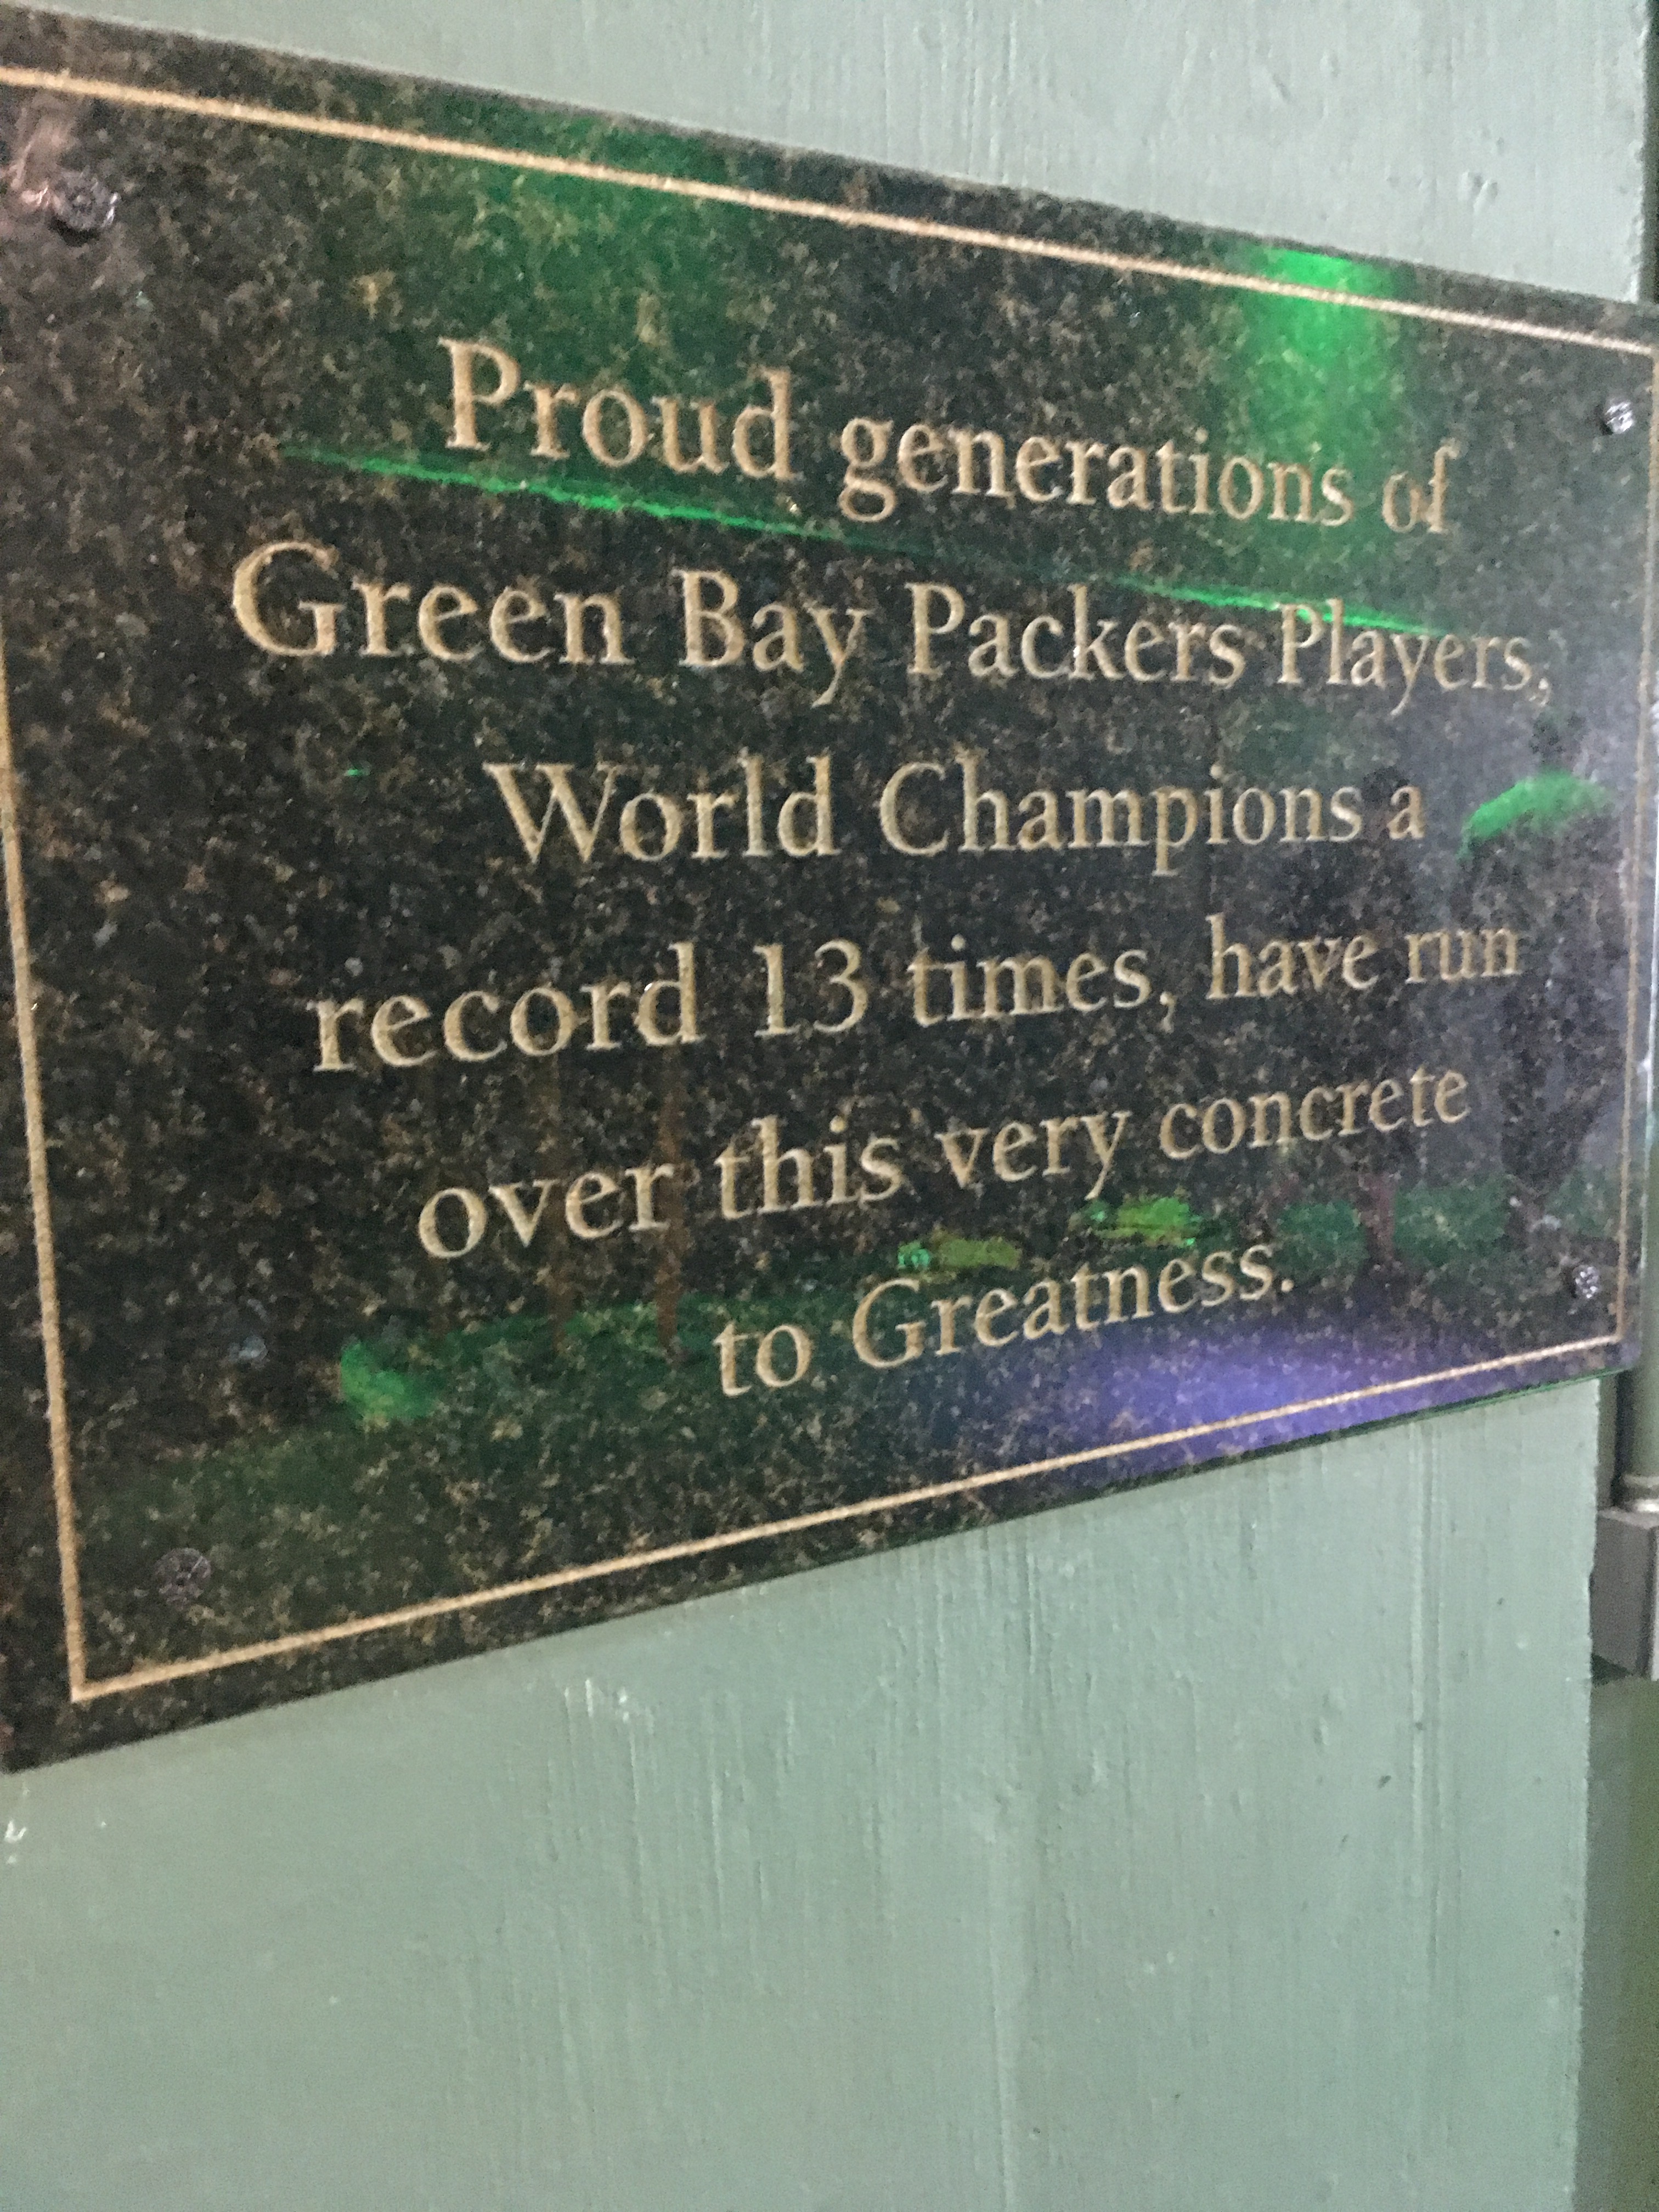 Proud generations of
Green Bay Packers Players,
World Champions a
record 13 times, have run
over this very concrete
to Greatness.